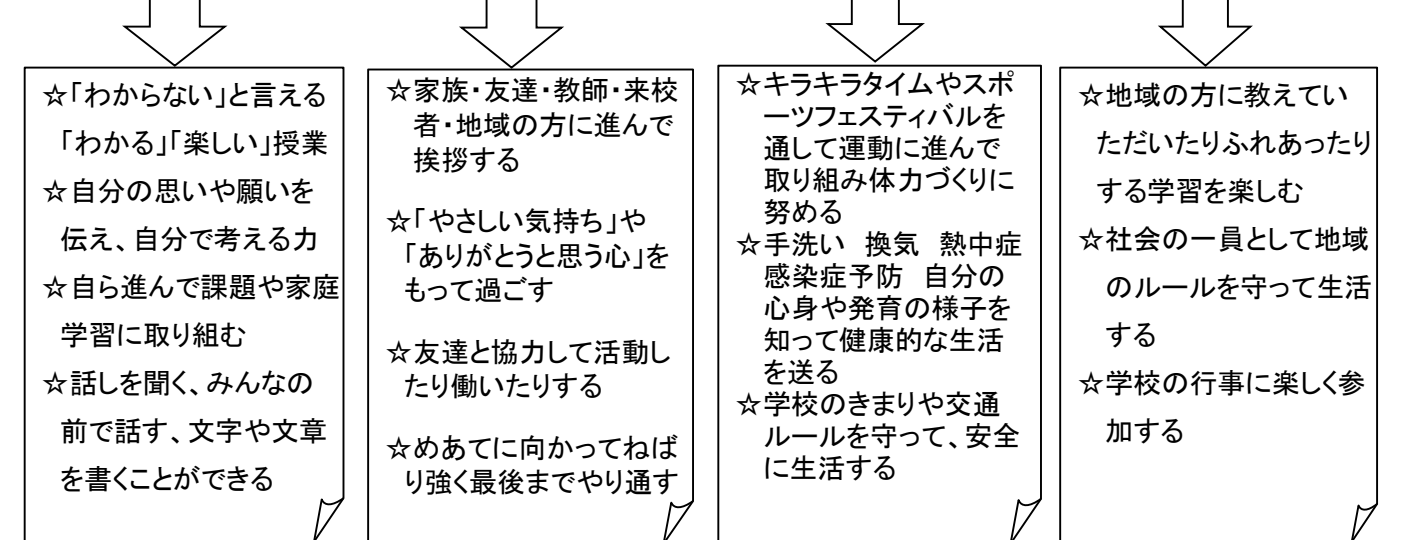 ☆「わからない」と言える
「わかる」「楽しい」授業
☆自分の思いや願いを
伝え、自分で考える力
☆自ら進んで課題や家庭
学習に取り組む
☆話しを聞く、みんなの
前で話す、文字や文章
を書くことができる
☆家族・友達・教師・来校
者・地域の方に進んで
挨拶する
☆「やさしい気持ち」や
「ありがとうと思う心」を
もって過ごす
☆友達と協力して活動し
たり働いたりする
☆めあてに向かってねば
り強く最後までやり通す
☆キラキラタイムやスポ
ーツフェスティバルを
通して運動に進んで
取り組み体力づくりに
努める
☆手洗い 換気 熱中症
感染症予防 自分の
心身や発育の様子を
知って健康的な生活
を送る
☆学校のきまりや交通
ルールを守って、安全
に生活する
☆地域の方に教えてい
ただいたりふれあったり
する学習を楽しむ
☆社会の一員として地域
のルールを守って生活
する
☆学校の行事に楽しく参
加する